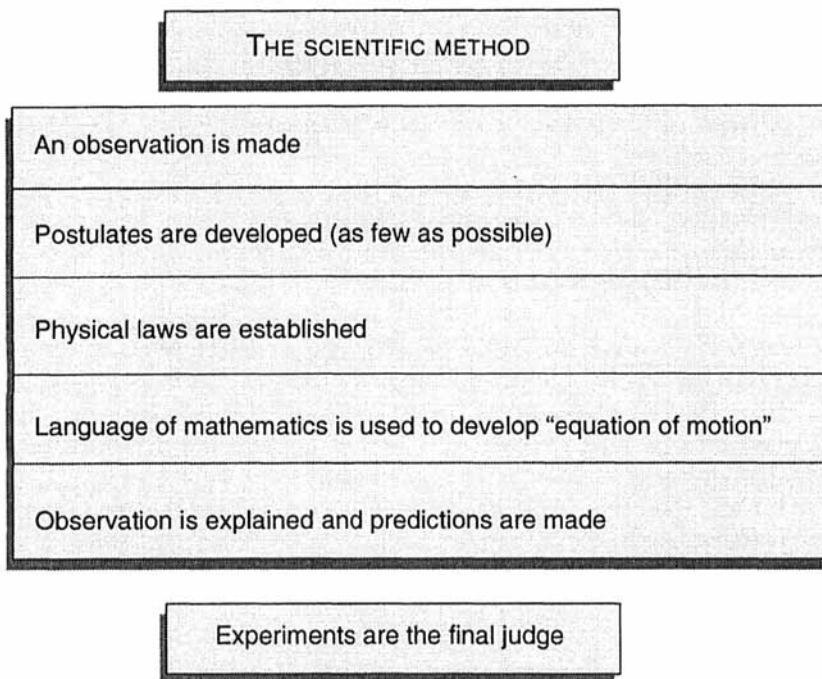 THE SCIENTIFIC METHOD
An observation is made
Postulates are developed (as few as possible)
Physical laws are established
Language of mathematics is used to develop “equation of motion”
Observation is explained and predictions are made
Experiments are the final judge